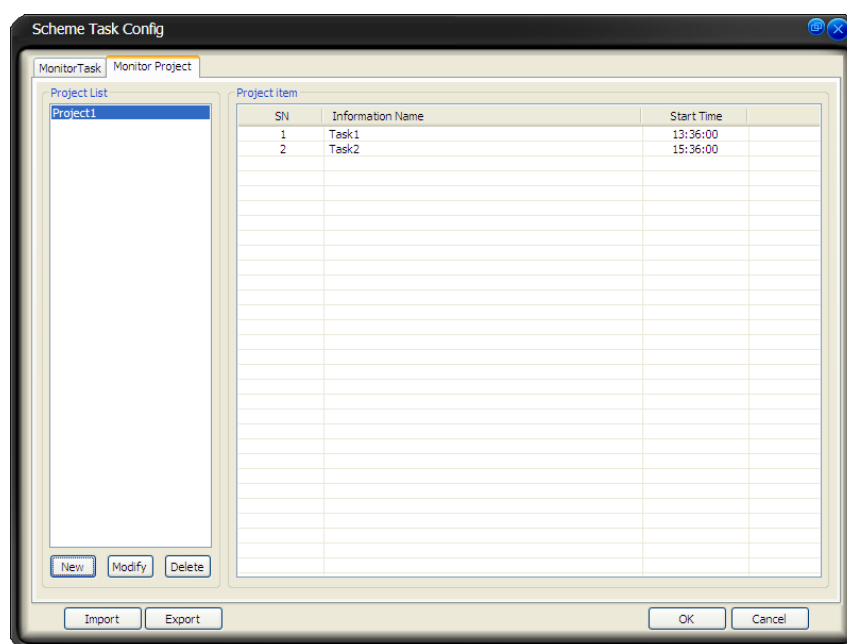 Scheme Task Config
MonitorTask Monitor Project
Project List
Project1
New Modify Delete
Project item
SN Information Name Start Time
1 Task1 13:36:00
2 Task2 15:36:00
Import Export OK Cancel